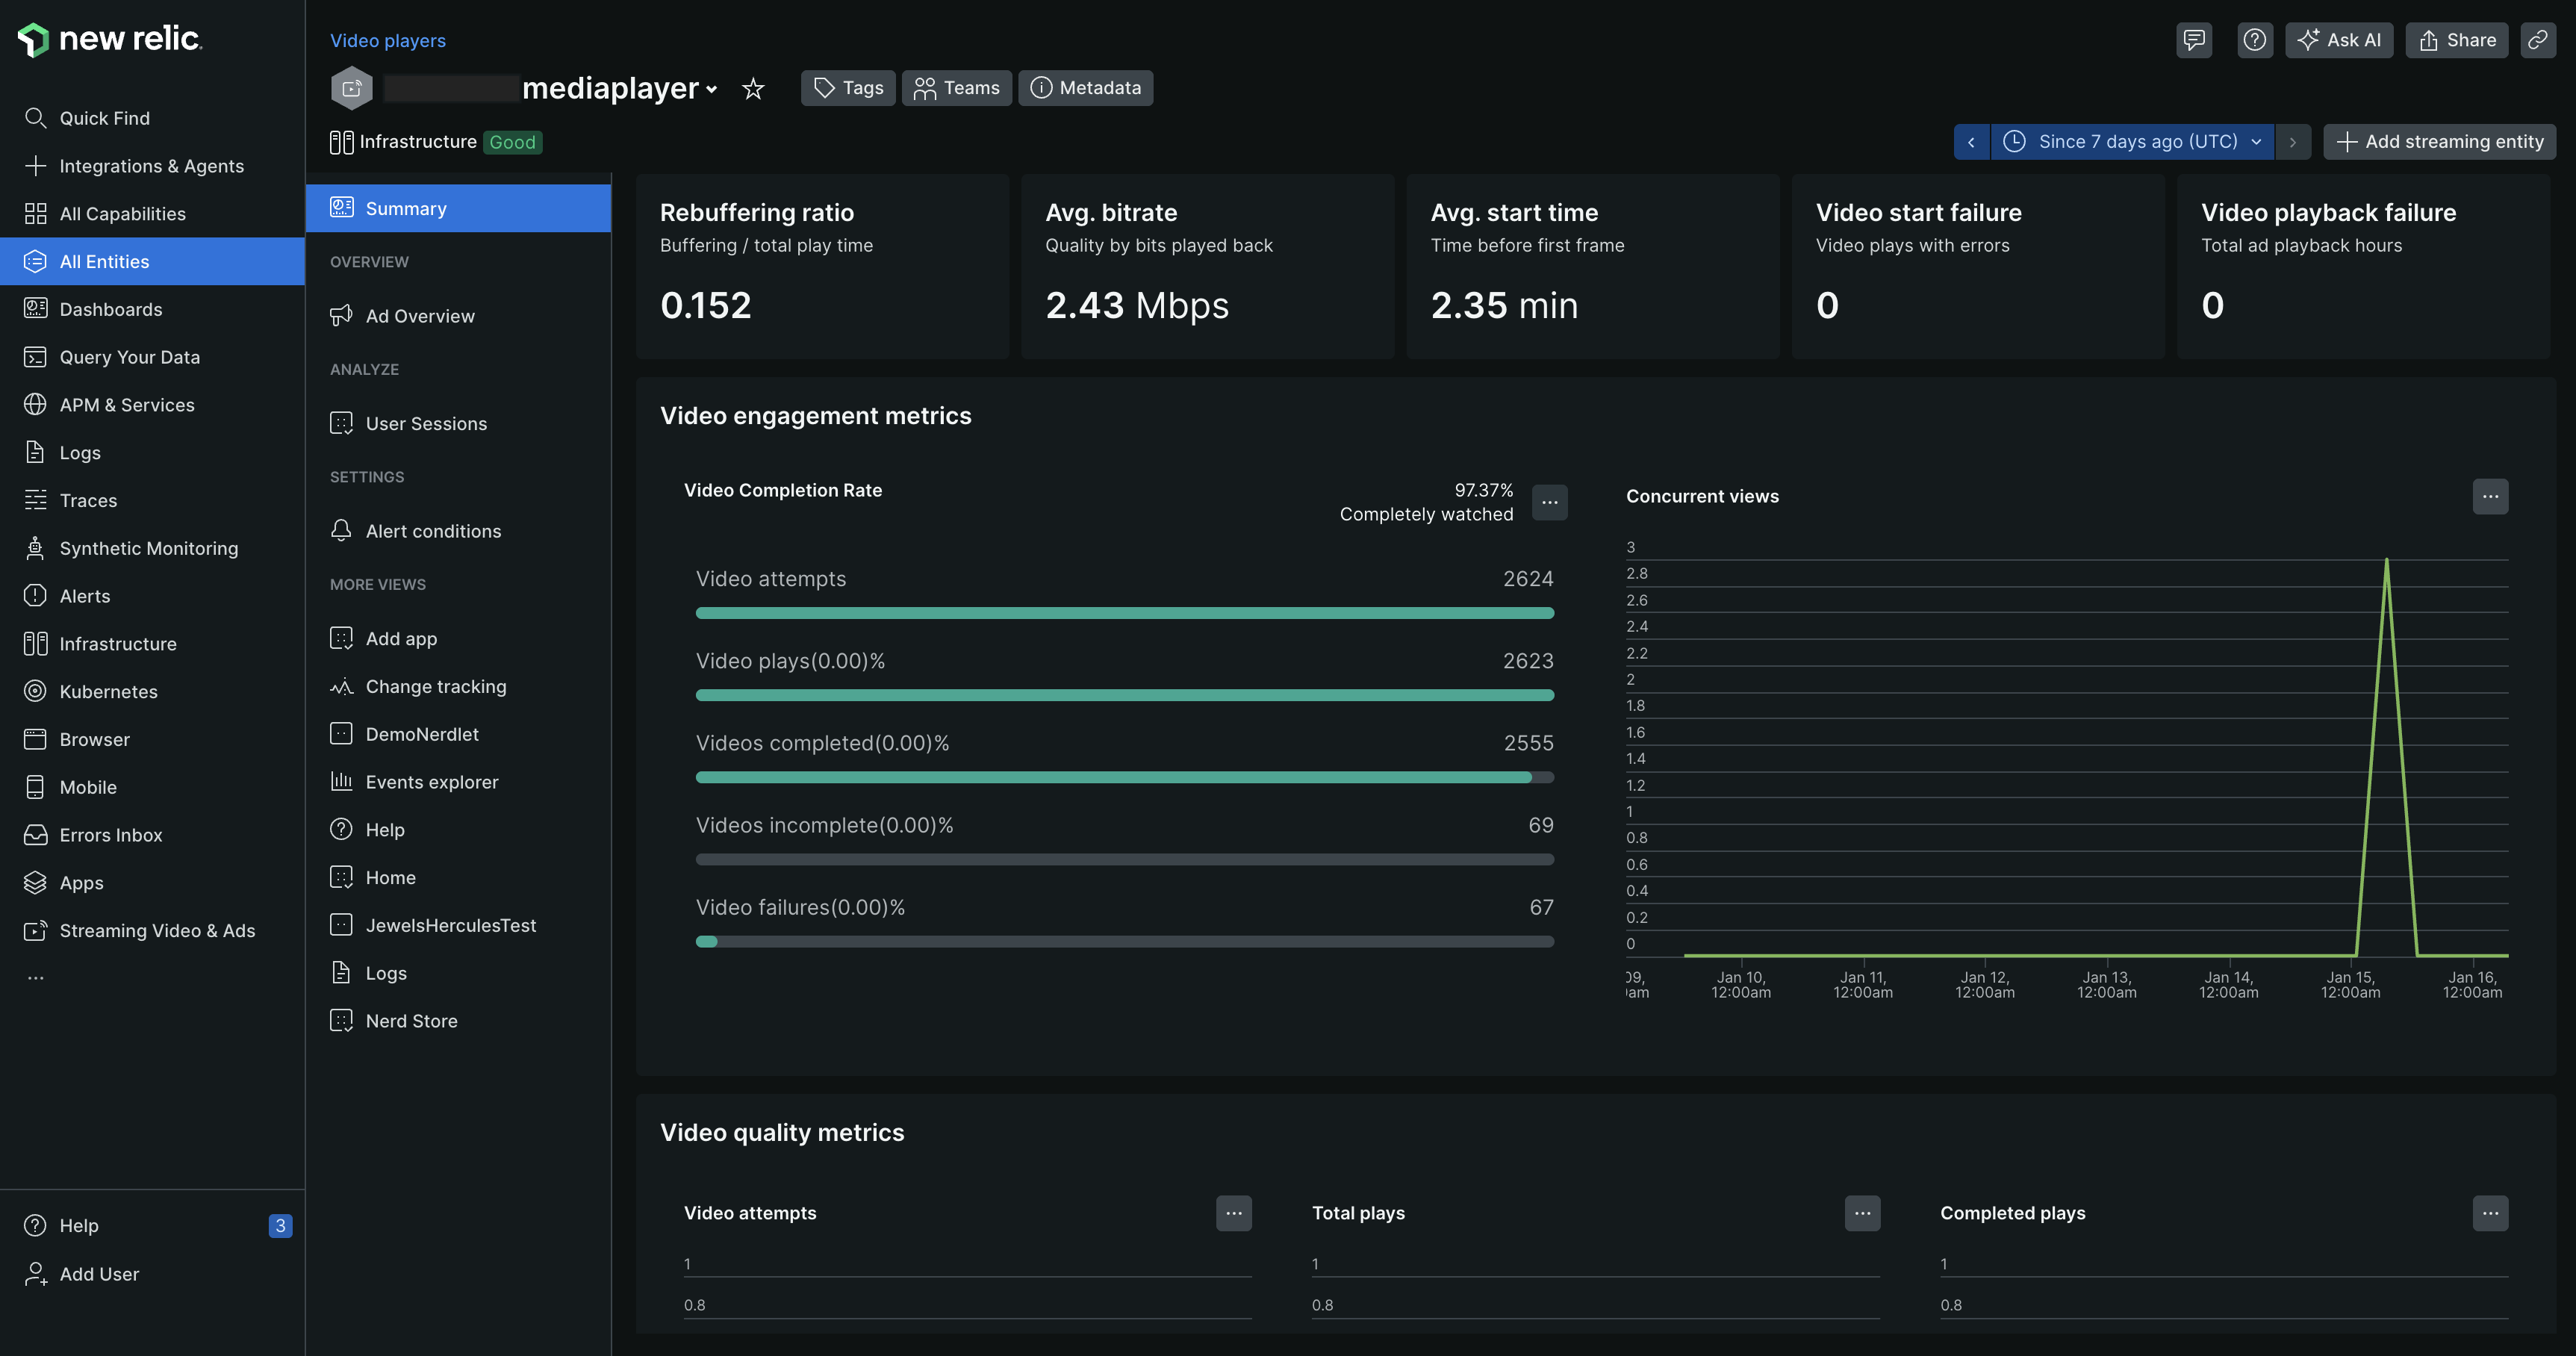 new relic.
Quick Find
Integrations & Agents
All Capabilities
All Entities
Dashboards
Query Your Data
APM & Services
Logs
Traces
Synthetic Monitoring
Alerts
Infrastructure
Kubernetes
Browser
Mobile
Errors Inbox
Apps
Streaming Video & Ads
...
Help 3
Add User
Video players
mediaplayer
Tags Teams Metadata
Ask AI Share
Infrastructure Good
Since 7 days ago (UTC) Add streaming entity
Summary
OVERVIEW
Ad Overview
ANALYZE
User Sessions
SETTINGS
Alert conditions
MORE VIEWS
Add app
Change tracking
DemoNerdlet
Events explorer
Help
Home
JewelsHerculesTest
Logs
Nerd Store
Rebuffering ratio
Buffering / total play time
0.152
Avg. bitrate
Quality by bits played back
2.43 Mbps
Avg. start time
Time before first frame
2.35 min
Video start failure
Video plays with errors
0
Video playback failure
Total ad playback hours
0
Video engagement metrics
Video Completion Rate
97.37%
Completely watched
...
Video attempts 2624
Video plays(0.00)% 2623
Videos completed(0.00)% 2555
Videos incomplete(0.00)% 69
Video failures(0.00)% 67
Concurrent views
...
3
2.8
2.6
2.4
2.2
2
1.8
1.6
1.4
1.2
1
0.8
0.6
0.4
0.2
0
09, Jan 10, Jan 11, Jan 12, Jan 13, Jan 14, Jan 15, Jan 16,
am 12:00am 12:00am 12:00am 12:00am 12:00am 12:00am 12:00am
Video quality metrics
Video attempts ...
1
0.8
Total plays ...
1
0.8
Completed plays ...
1
0.8